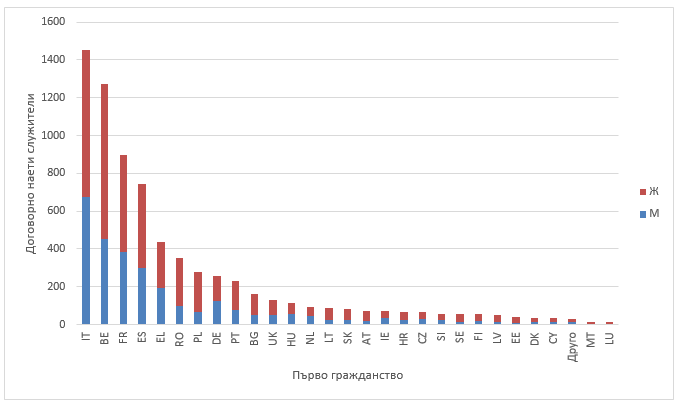 1600
1400
1200
1000
800
600
400
200
0
Договорно наети служители
IT BE FR ES EL RO PL DE PT BG UK HU NL LT SK AT IE HR CZ SI SE FI LV EE DK CY Друго MT LU
Първо гражданство
Ж
М